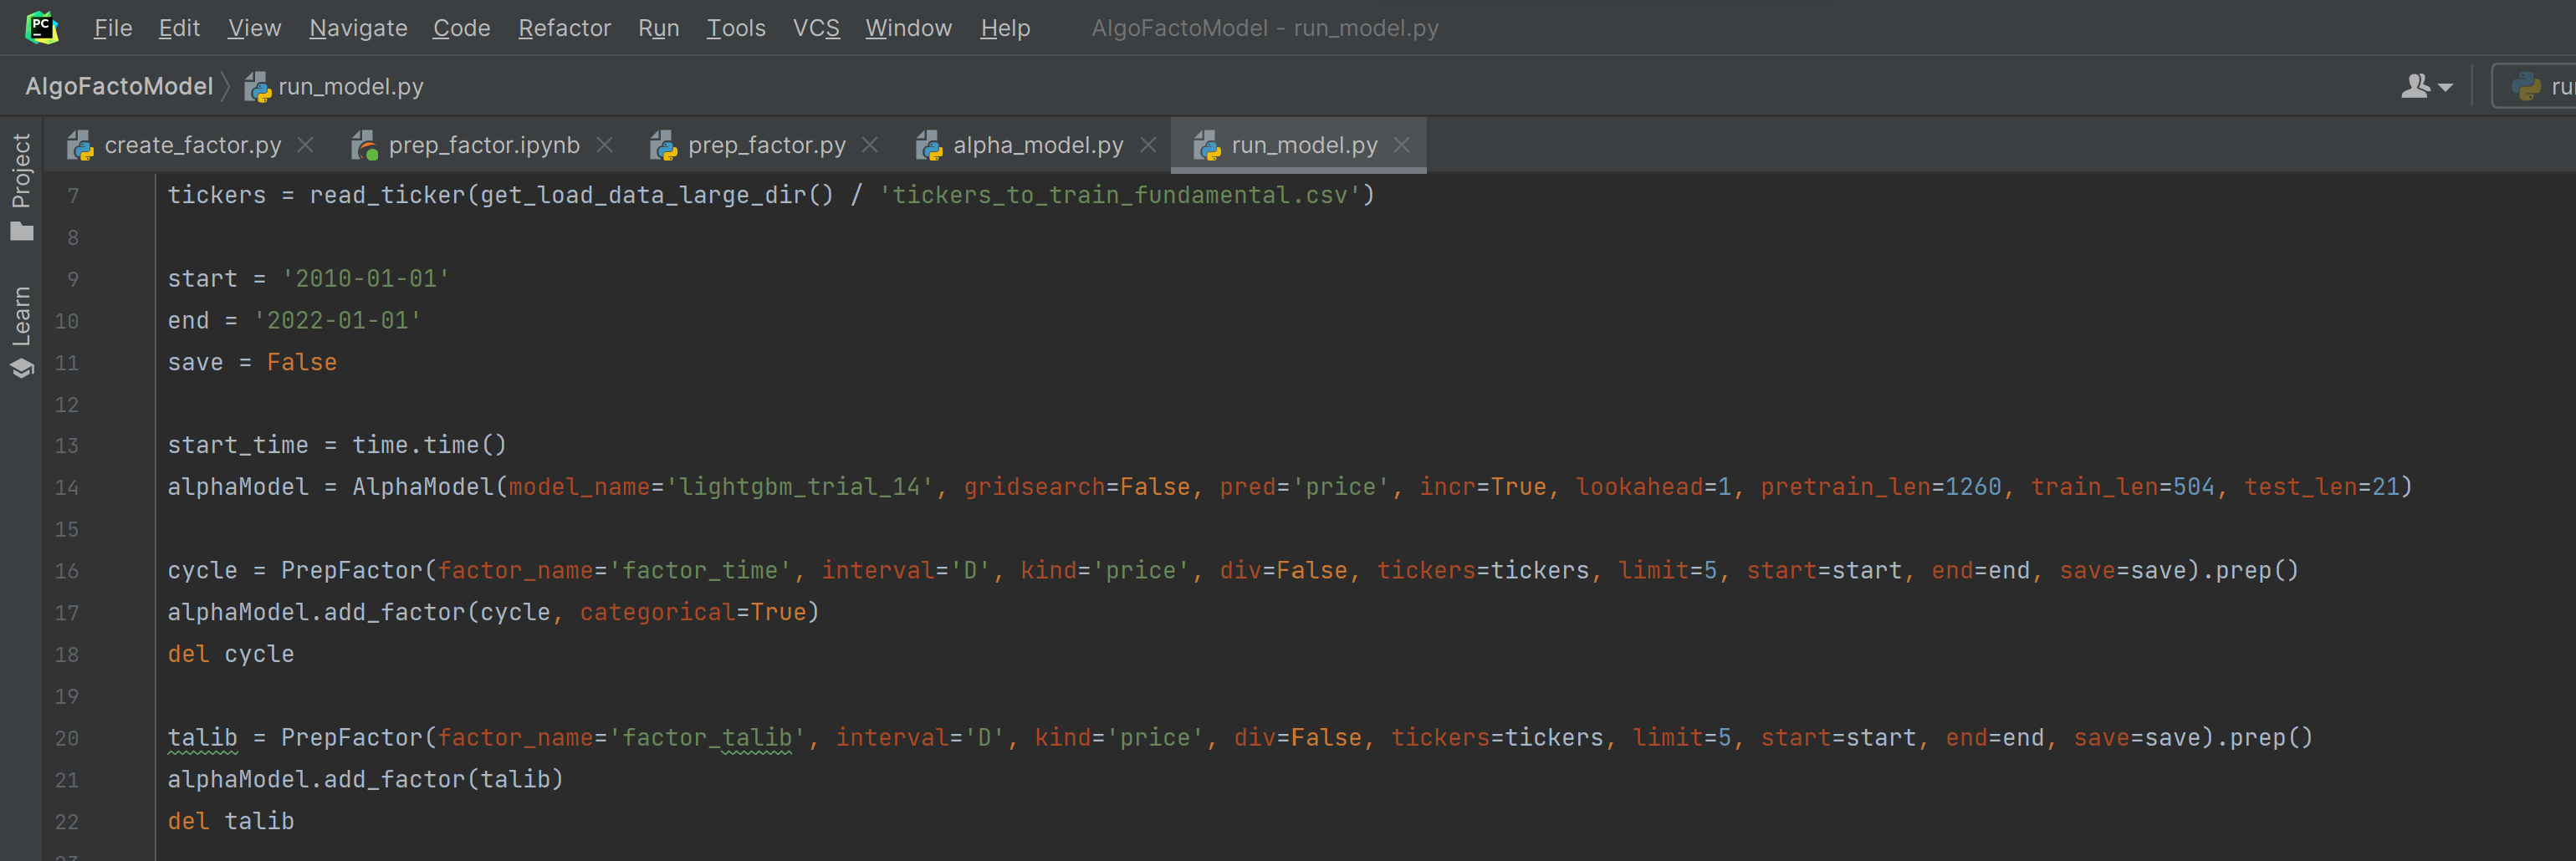 PC
File Edit View Navigate Code Refactor Run Tools VCS Window Help AlgoFactoModel - run_model.py
AlgoFactoModel run_model.py
create_factor.py prep_factor.ipynb prep_factor.py alpha_model.py run_model.py
Project
Learn
7 tickers = read_ticker(get_load_data_large_dir() / 'tickers_to_train_fundamental.csv')
8
9 start = '2010-01-01'
10 end = '2022-01-01'
11 save = False
12
13 start_time = time.time()
14 alphaModel = AlphaModel(model_name='lightgbm_trial_14', gridsearch=False, pred='price', incr=True, lookahead=1, pretrain_len=1260, train_len=504, test_len=21)
15
16 cycle = PrepFactor(factor_name='factor_time', interval='D', kind='price', div=False, tickers=tickers, limit=5, start=start, end=end, save=save).prep()
17 alphaModel.add_factor(cycle, categorical=True)
18 del cycle
19
20 talib = PrepFactor(factor_name='factor_talib', interval='D', kind='price', div=False, tickers=tickers, limit=5, start=start, end=end, save=save).prep()
21 alphaModel.add_factor(talib)
22 del talib